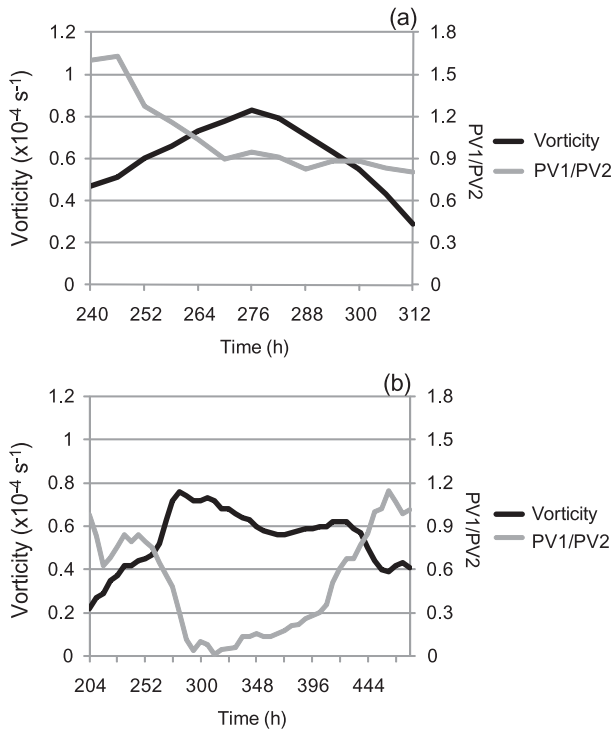 (a)
1.2
1
0.8
0.6
0.4
0.2
0
Vorticity (x10⁻⁴ s⁻¹)
1.8
1.5
1.2
0.9
0.6
0.3
0
PV1/PV2
240 252 264 276 288 300 312
Time (h)
Vorticity
PV1/PV2
(b)
1.2
1
0.8
0.6
0.4
0.2
0
Vorticity (x10⁻⁴ s⁻¹)
1.8
1.5
1.2
0.9
0.6
0.3
0
PV1/PV2
204 252 300 348 396 444
Time (h)
Vorticity
PV1/PV2